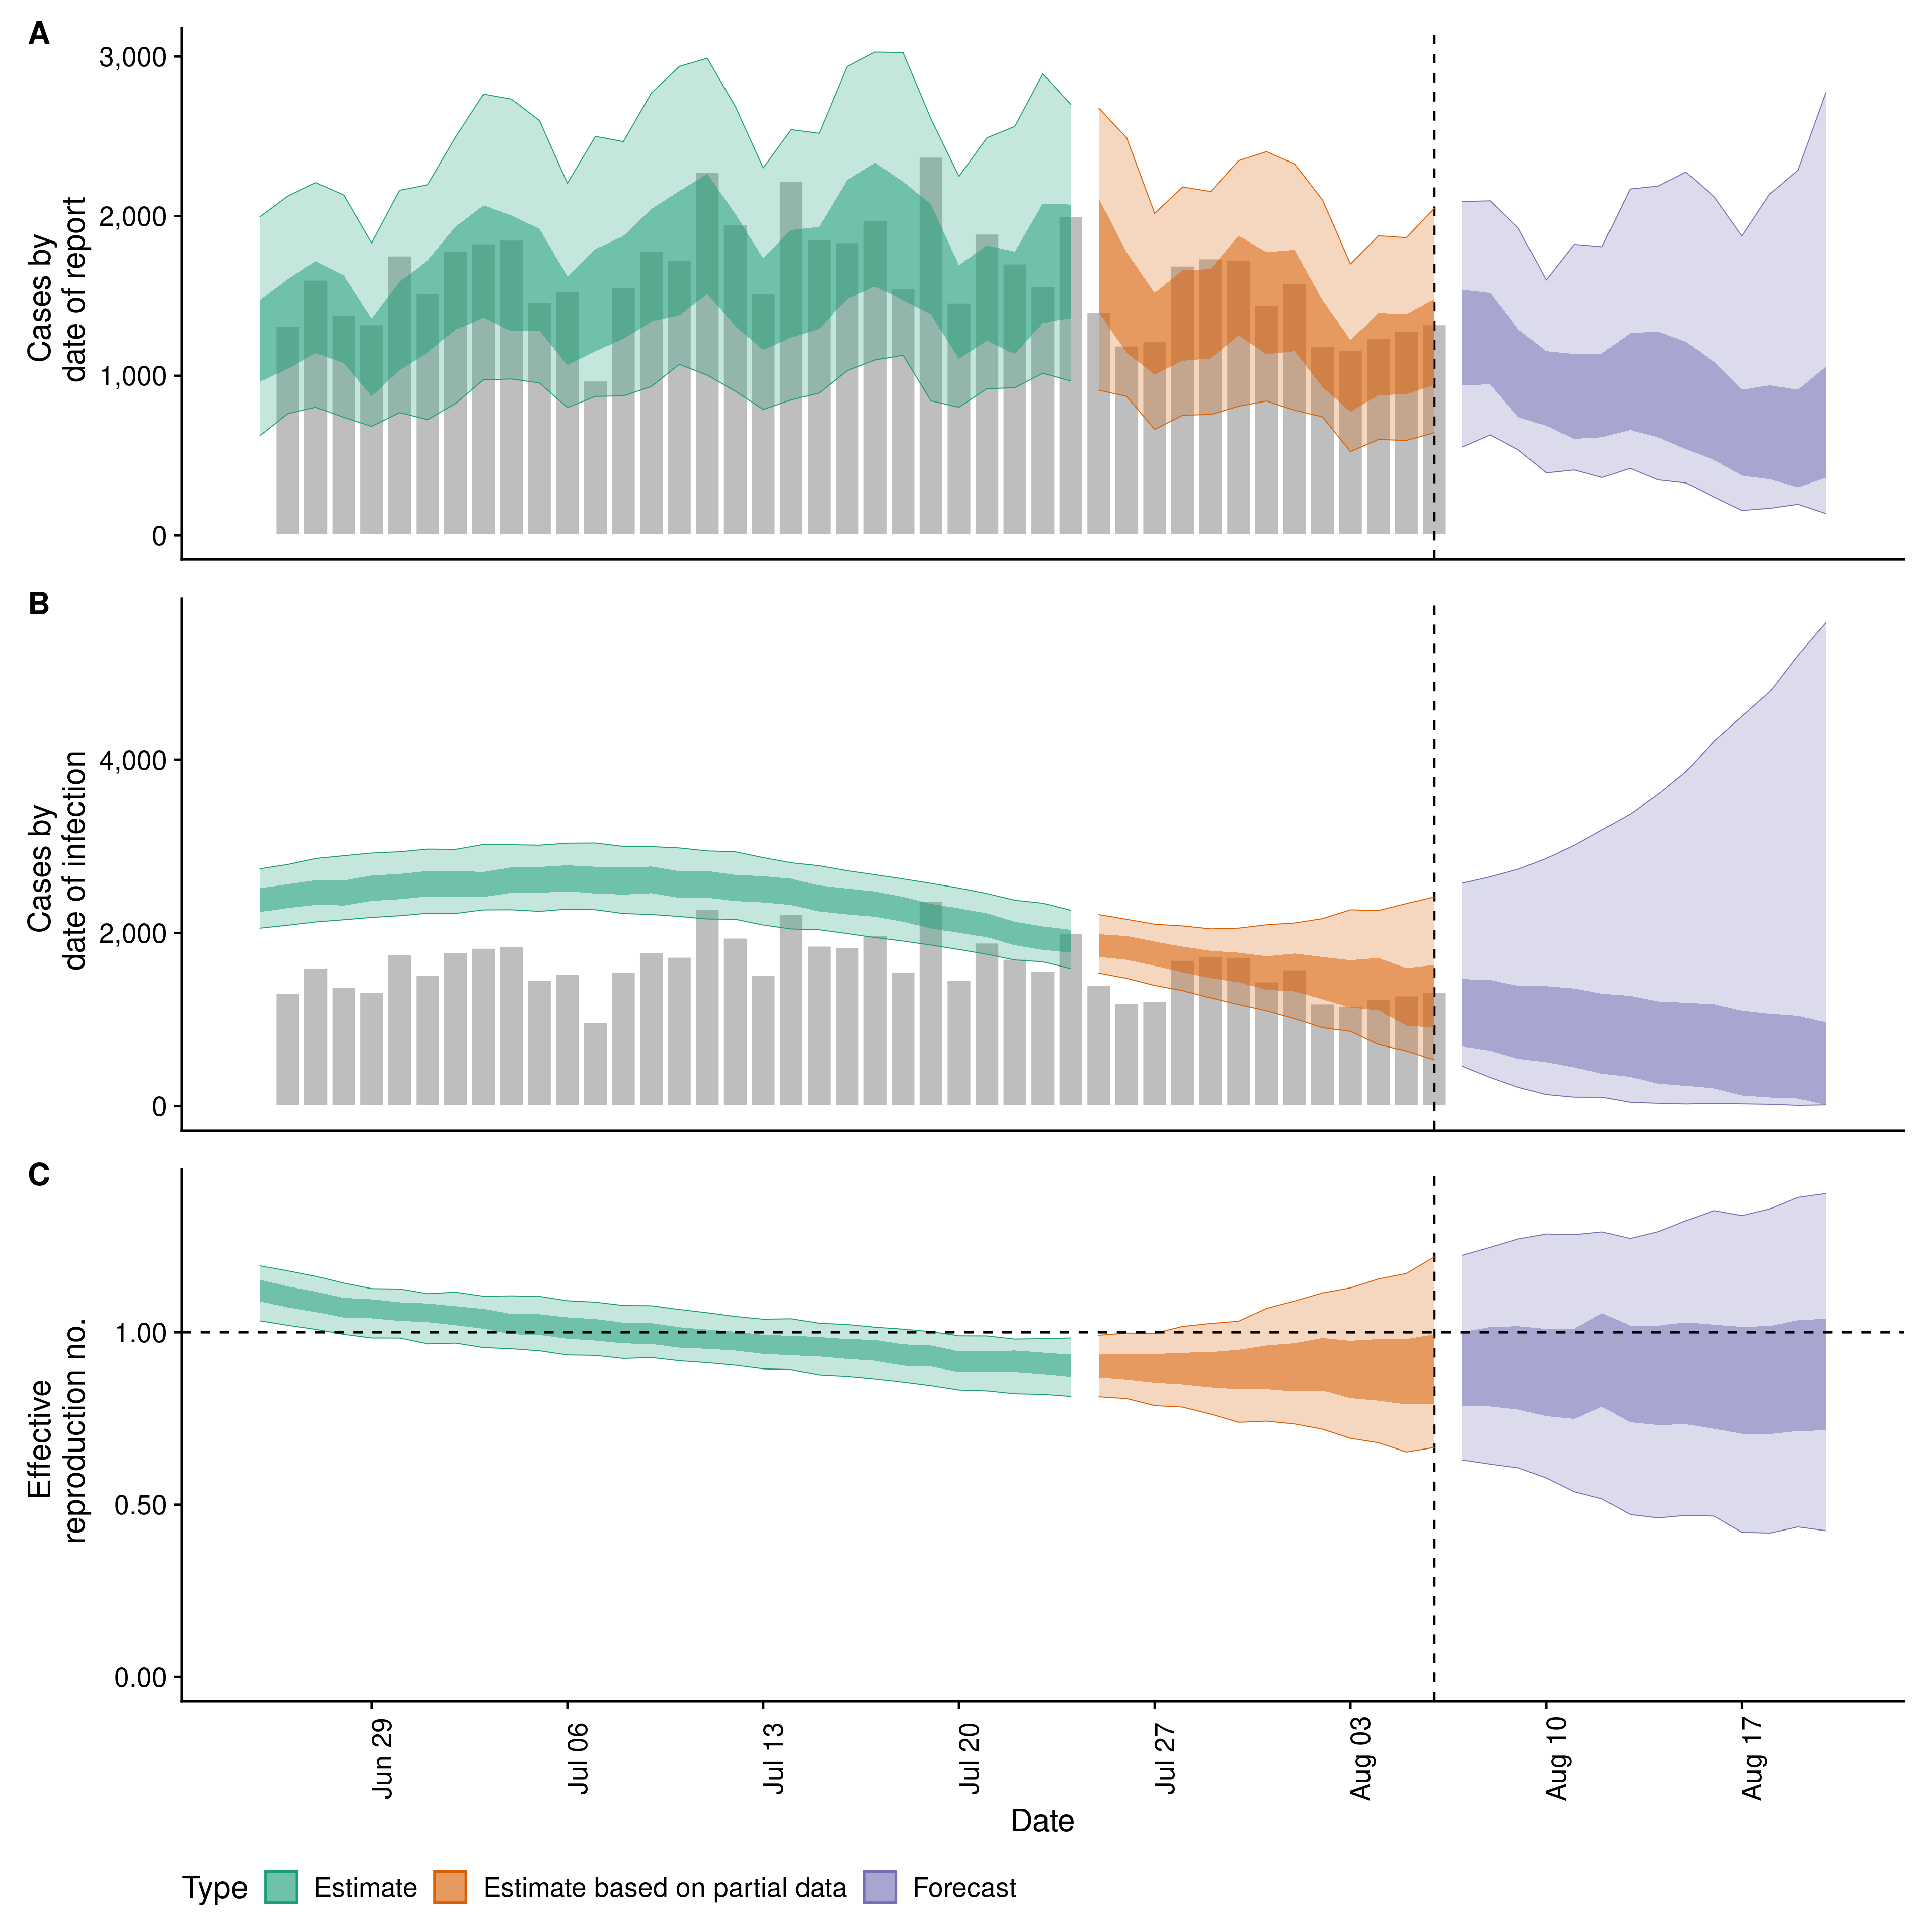 A
Cases by
date of report
3,000
2,000
1,000
0
B
Cases by
date of infection
4,000
2,000
0
C
Effective
reproduction no.
1.00
0.50
0.00
Jun 29
Jul 06
Jul 13
Jul 20
Jul 27
Aug 03
Aug 10
Aug 17
Date
Type Estimate Estimate based on partial data Forecast